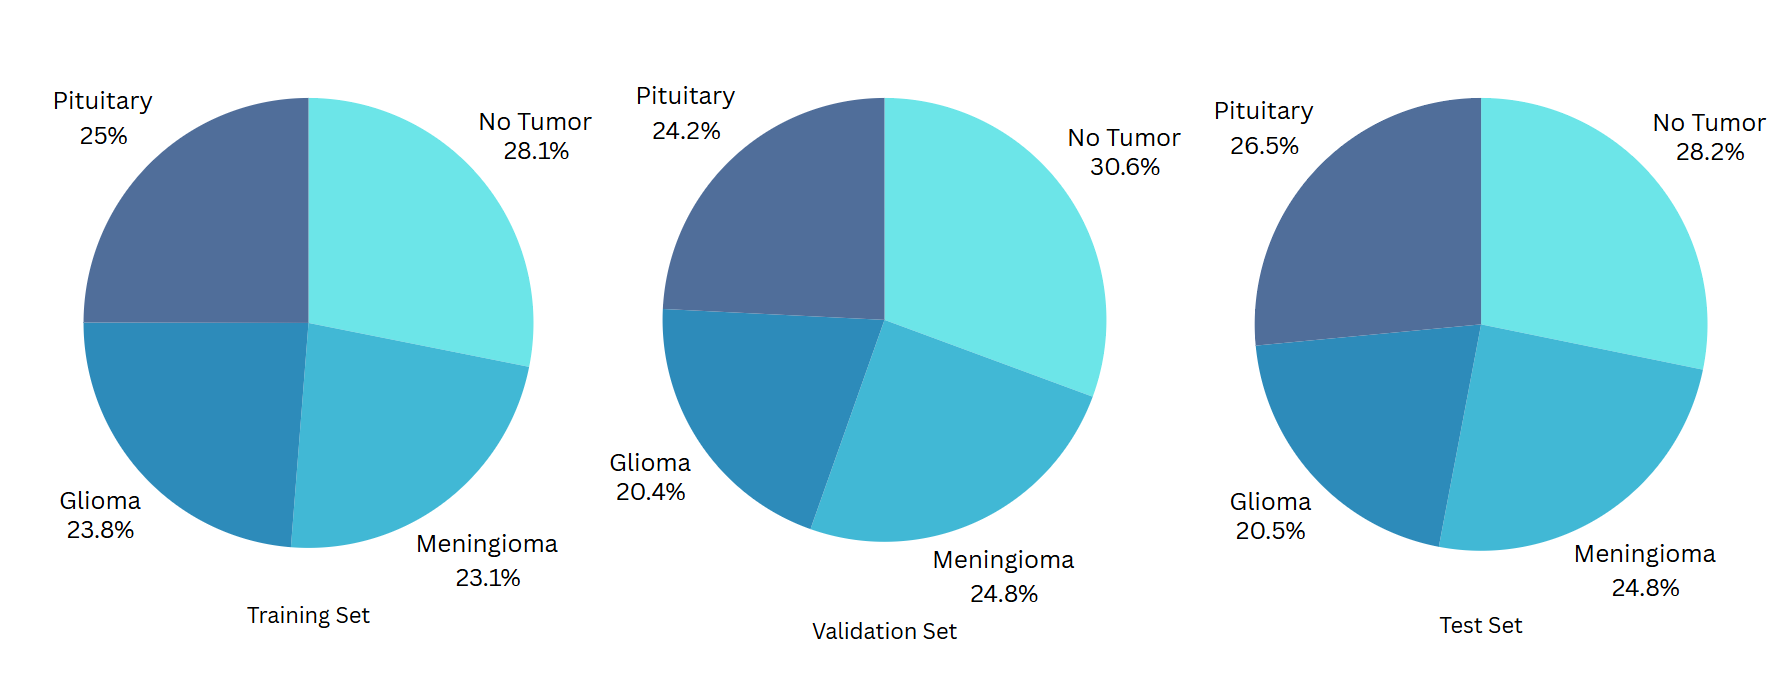 Pituitary
25%
No Tumor
28.1%
Glioma
23.8%
Meningioma
23.1%
Training Set
Pituitary
24.2%
No Tumor
30.6%
Glioma
20.4%
Meningioma
24.8%
Validation Set
Pituitary
26.5%
No Tumor
28.2%
Glioma
20.5%
Meningioma
24.8%
Test Set